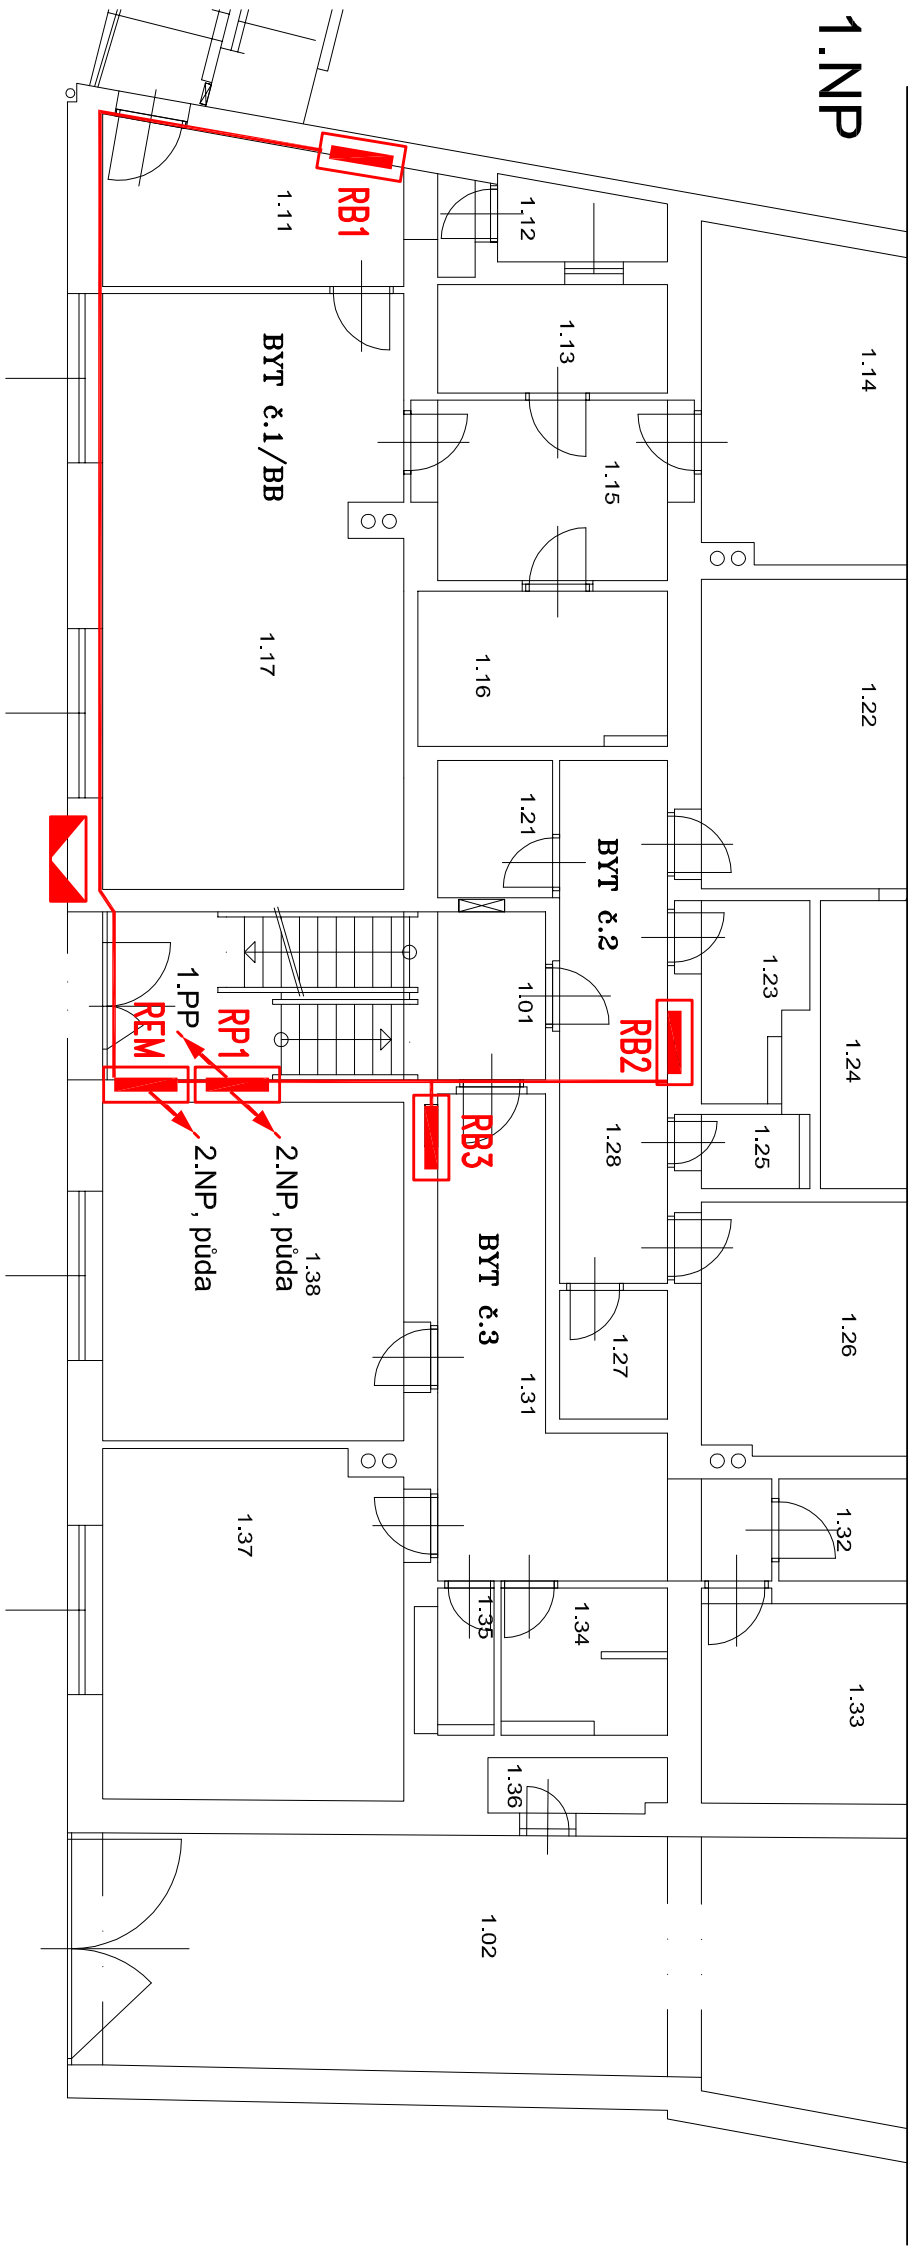 1.NP
RB1
1.11
1.12
1.13
1.14
BYT č.1/BB
1.15
1.17
1.16
1.22
1.21
BYT č.2
1.23
1.01
1.24
1.PP
REM
RP1
RB2
RB3
1.28
1.25
2.NP, půda
2.NP, půda
1.38
BYT č.3
1.26
1.27
1.31
1.37
1.32
1.35
1.34
1.33
1.36
1.02